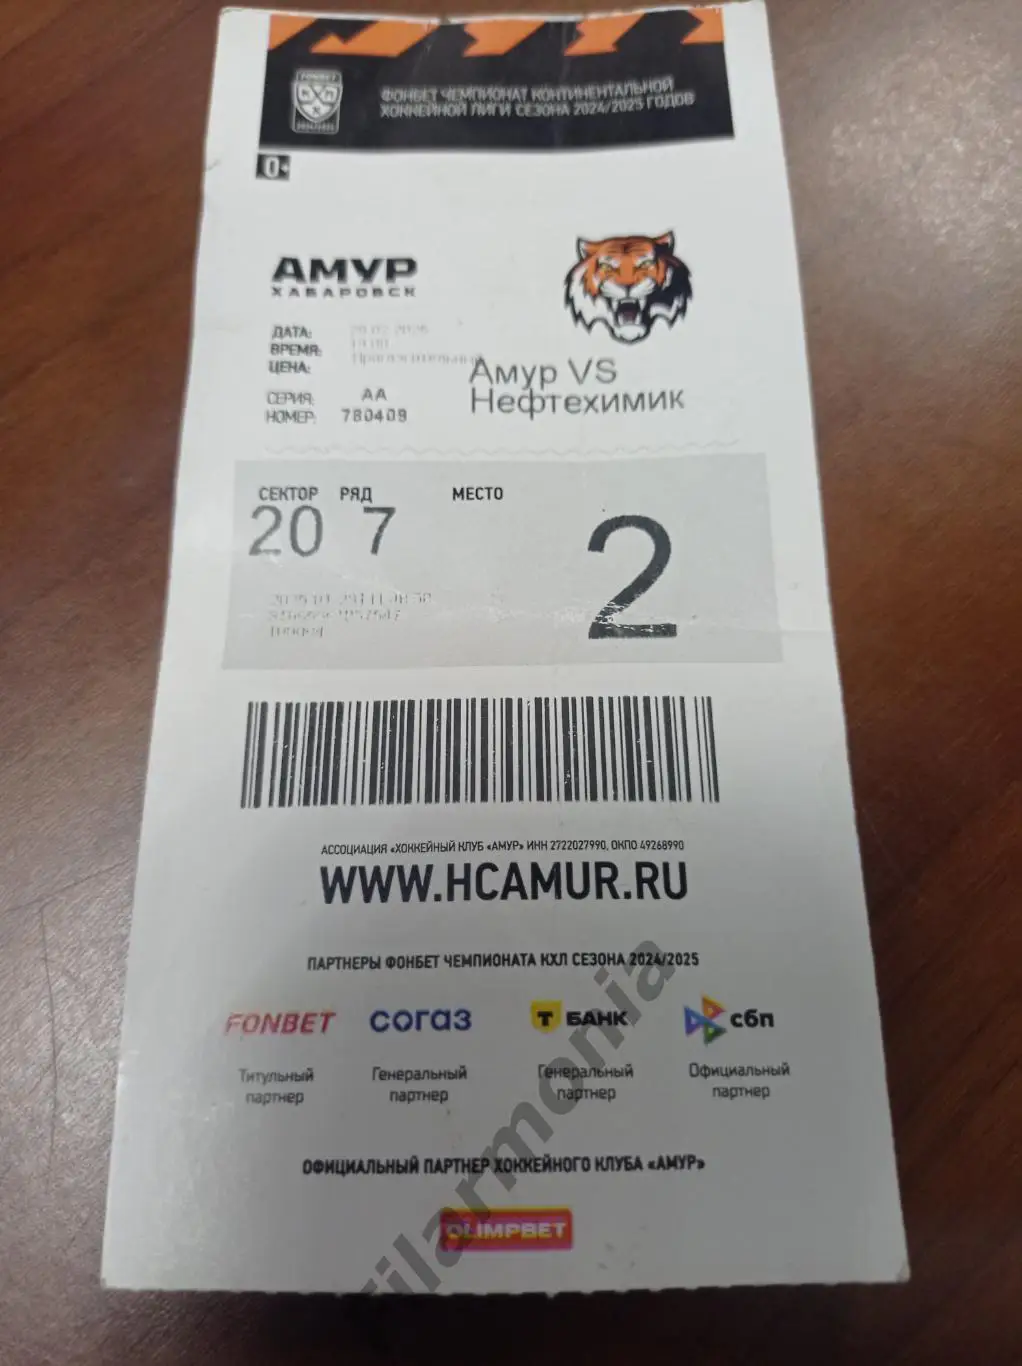 FONBET
ФОНБЕТ ЧЕМПИОНАТ КОНТИНЕНТАЛЬНОЙ
ХОККЕЙНОЙ ЛИГИ СЕЗОНА 2024/2025 ГОДОВ
0+
АМУР
ХАБАРОВСК
ДАТА:
ВРЕМЯ:
ЦЕНА: Пригласительный
СЕРИЯ: АА
НОМЕР: 780409
Амур VS
Нефтехимик
СЕКТОР РЯД МЕСТО
20 7 2
АССОЦИАЦИЯ «ХОККЕЙНЫЙ КЛУБ «АМУР» ИНН 2722027990, ОКПО 49268990
WWW.HCAMUR.RU
ПАРТНЕРЫ ФОНБЕТ ЧЕМПИОНАТА КХЛ СЕЗОНА 2024/2025
FONBET СОГАЗ Т БАНК сбп
Титульный партнер
Генеральный партнер
Генеральный партнер
Официальный партнер
ОФИЦИАЛЬНЫЙ ПАРТНЕР ХОККЕЙНОГО КЛУБА «АМУР»
OLIMPBET
filarmonia